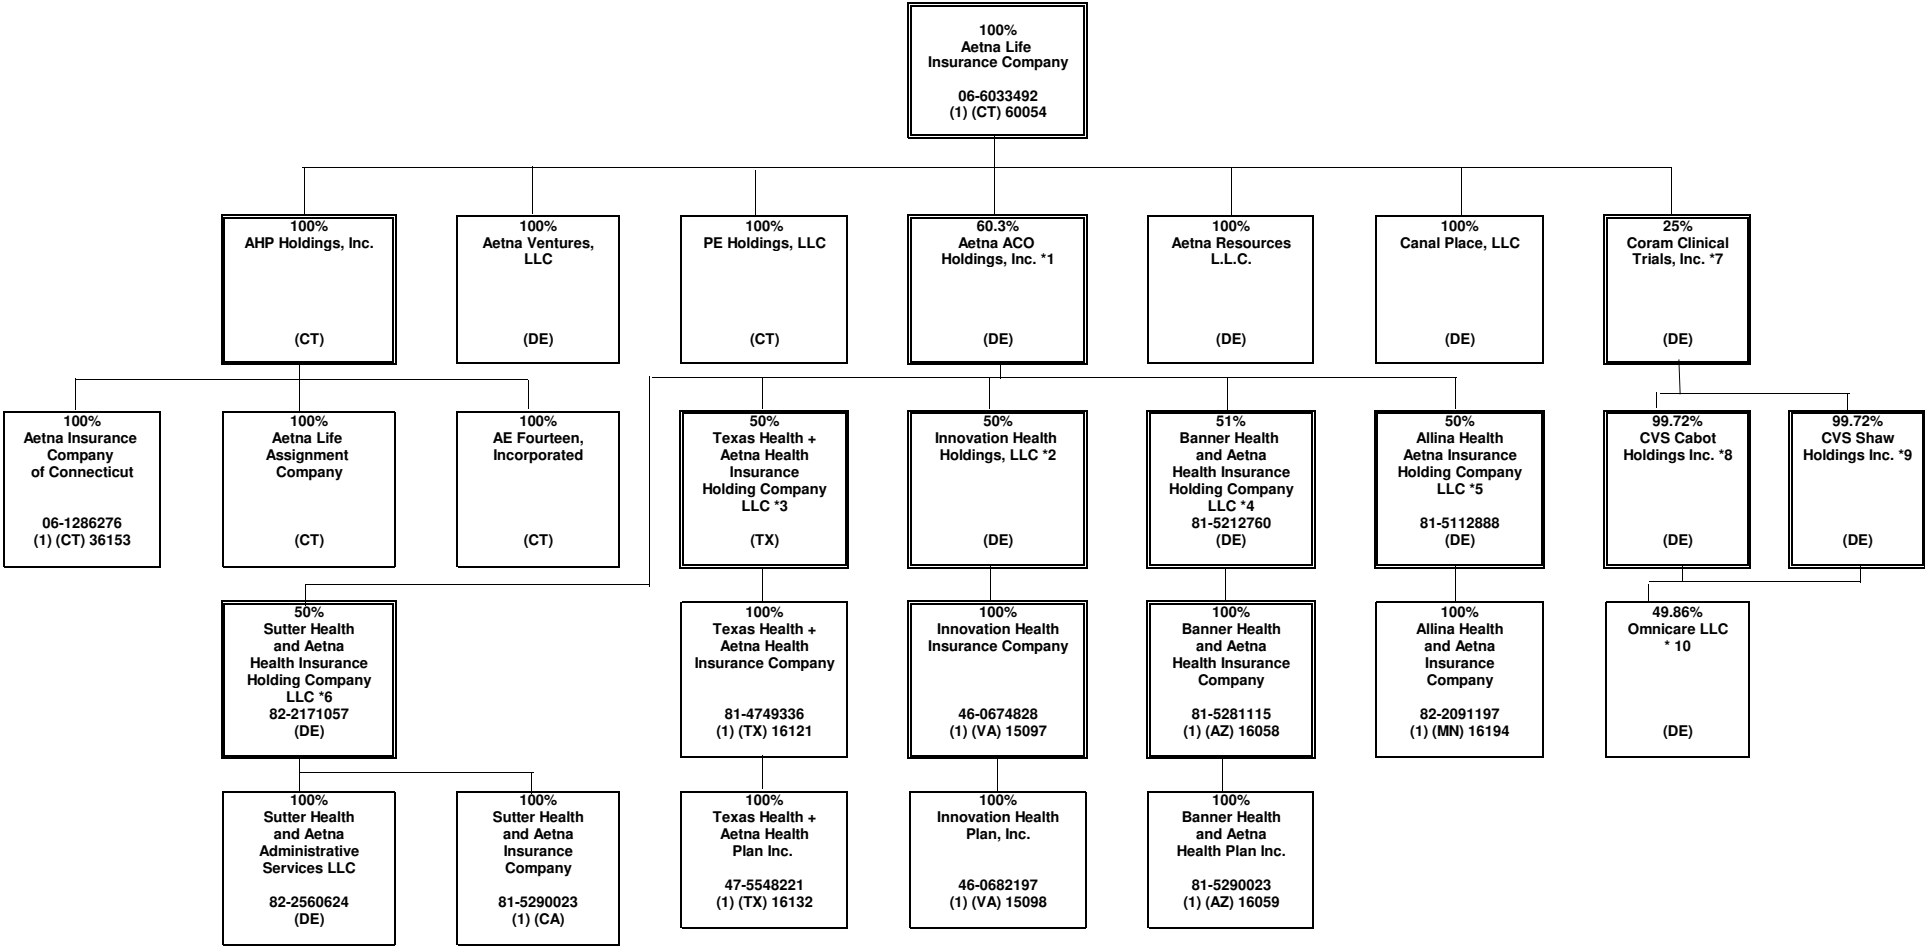 100%
Aetna Life
Insurance Company
06-6033492
(1) (CT) 60054
100%
AHP Holdings, Inc.
(CT)
100%
Aetna Ventures,
LLC
(DE)
100%
PE Holdings, LLC
(CT)
60.3%
Aetna ACO
Holdings, Inc. *1
(DE)
100%
Aetna Resources
L.L.C.
(DE)
100%
Canal Place, LLC
(DE)
25%
Coram Clinical
Trials, Inc. *7
(DE)
100%
Aetna Insurance
Company
of Connecticut
06-1286276
(1) (CT) 36153
100%
Aetna Life
Assignment
Company
(CT)
100%
AE Fourteen,
Incorporated
(CT)
50%
Texas Health +
Aetna Health
Insurance
Holding Company
LLC *3
(TX)
50%
Innovation Health
Holdings, LLC *2
(DE)
51%
Banner Health
and Aetna
Health Insurance
Holding Company
LLC *4
81-5212760
(DE)
50%
Allina Health
Aetna Insurance
Holding Company
LLC *5
81-5112888
(DE)
99.72%
CVS Cabot
Holdings Inc. *8
(DE)
99.72%
CVS Shaw
Holdings Inc. *9
(DE)
50%
Sutter Health
and Aetna
Health Insurance
Holding Company
LLC *6
82-2171057
(DE)
100%
Texas Health +
Aetna Health
Insurance Company
81-4749336
(1) (TX) 16121
100%
Innovation Health
Insurance Company
46-0674828
(1) (VA) 15097
100%
Banner Health
and Aetna
Health Insurance
Company
81-5281115
(1) (AZ) 16058
100%
Allina Health
and Aetna
Insurance
Company
82-2091197
(1) (MN) 16194
49.86%
Omnicare LLC
* 10
(DE)
100%
Sutter Health
and Aetna
Administrative
Services LLC
82-2560624
(DE)
100%
Sutter Health
and Aetna
Insurance
Company
81-5290023
(1) (CA)
100%
Texas Health +
Aetna Health
Plan Inc.
47-5548221
(1) (TX) 16132
100%
Innovation Health
Plan, Inc.
46-0682197
(1) (VA) 15098
100%
Banner Health
and Aetna
Health Plan Inc.
81-5290023
(1) (AZ) 16059